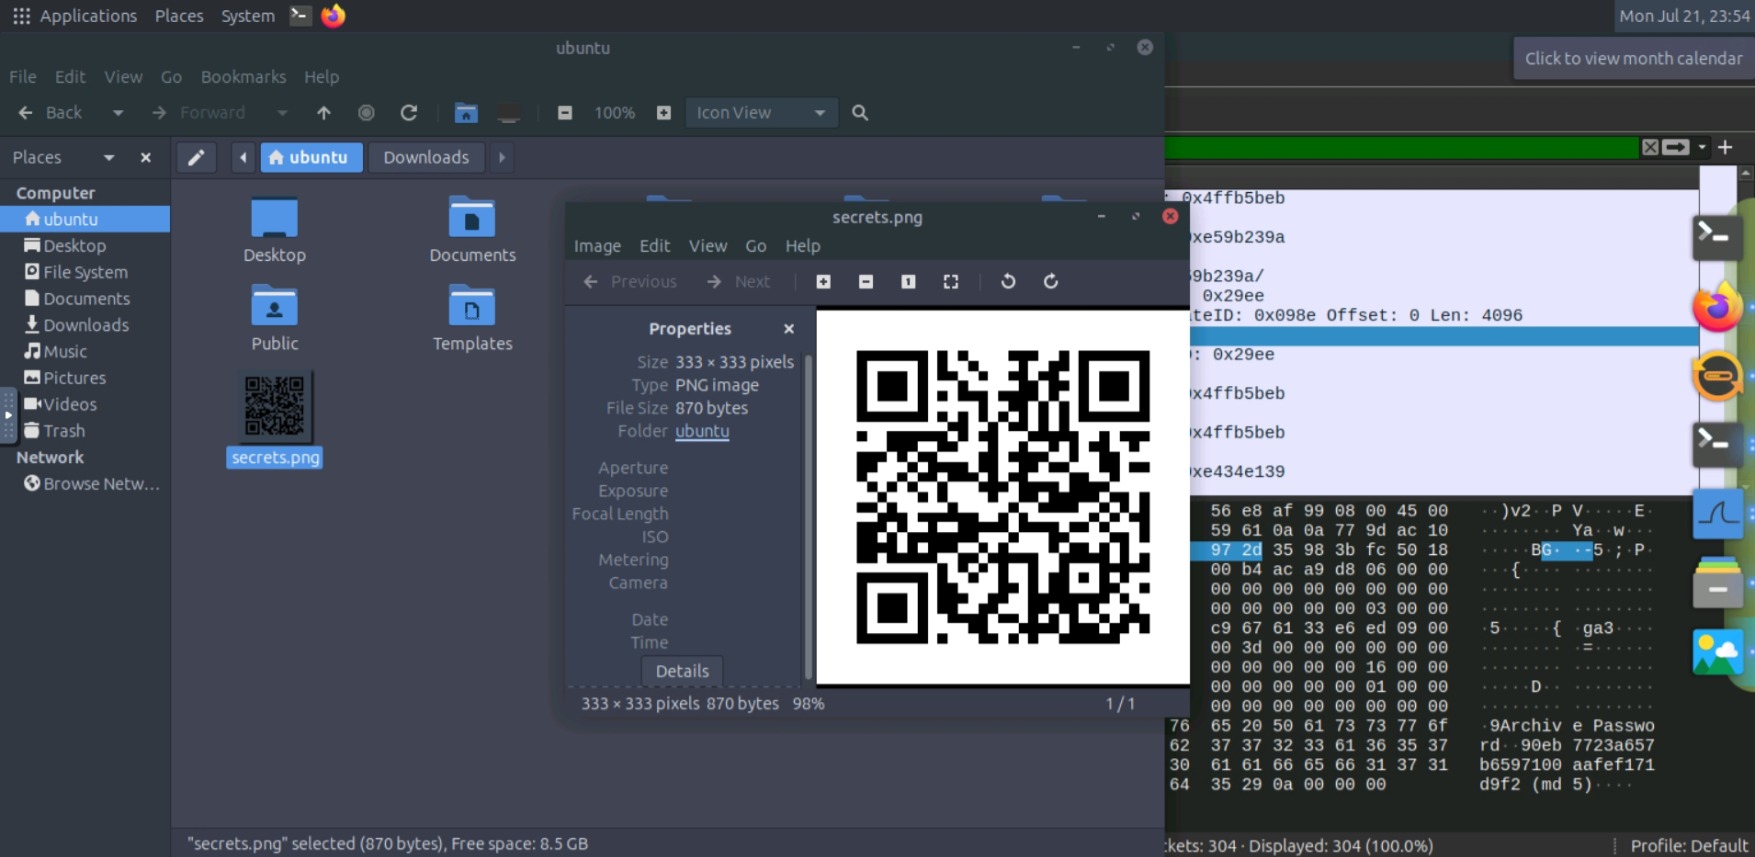 Applications Places System
Mon Jul 21, 23:54
Click to view month calendar
ubuntu
File Edit View Go Bookmarks Help
Back Forward 100% Icon View
Places
ubuntu Downloads
Computer
ubuntu
Desktop
File System
Documents
Downloads
Music
Pictures
Videos
Trash
Network
Browse Netw...
Desktop
Documents
Public
Templates
secrets.png
"secrets.png" selected (870 bytes), Free space: 8.5 GB
secrets.png
Image Edit View Go Help
Previous Next
Properties
Size 333 × 333 pixels
Type PNG image
File Size 870 bytes
Folder ubuntu
Aperture
Exposure
Focal Length
ISO
Metering
Camera
Date
Time
Details
333 × 333 pixels 870 bytes 98% 1 / 1
: 0x4ffb5beb
xe59b239a
9b239a/
0x29ee
ateID: 0x098e Offset: 0 Len: 4096
: 0x29ee
x4ffb5beb
x4ffb5beb
xe434e139
56 e8 af 99 08 00 45 00 ··)v2··P V·····E·
59 61 0a 0a 77 9d ac 10 ········ Ya··w···
97 2d 35 98 3b fc 50 18 ·····BG· ·-5·;·P·
00 b4 ac a9 d8 06 00 00 ···{···· ········
00 00 00 00 00 00 00 00 ········ ········
00 00 00 00 00 03 00 00 ········ ········
c9 67 61 33 e6 ed 09 00 ·5·····{ ·ga3····
00 3d 00 00 00 00 00 00 ········ ·=······
00 00 00 00 00 16 00 00 ········ ········
00 00 00 00 00 01 00 00 ·····D·· ········
00 00 00 00 00 00 00 00 ········ ········
76 65 20 50 61 73 73 77 6f ·9Archiv e Passwo
62 37 37 32 33 61 36 35 37 rd··90eb 7723a657
30 61 61 66 65 66 31 37 31 b6597100 aafef171
64 35 29 0a 00 00 00 d9f2 (md 5)····
kets: 304 · Displayed: 304 (100.0%) Profile: Default